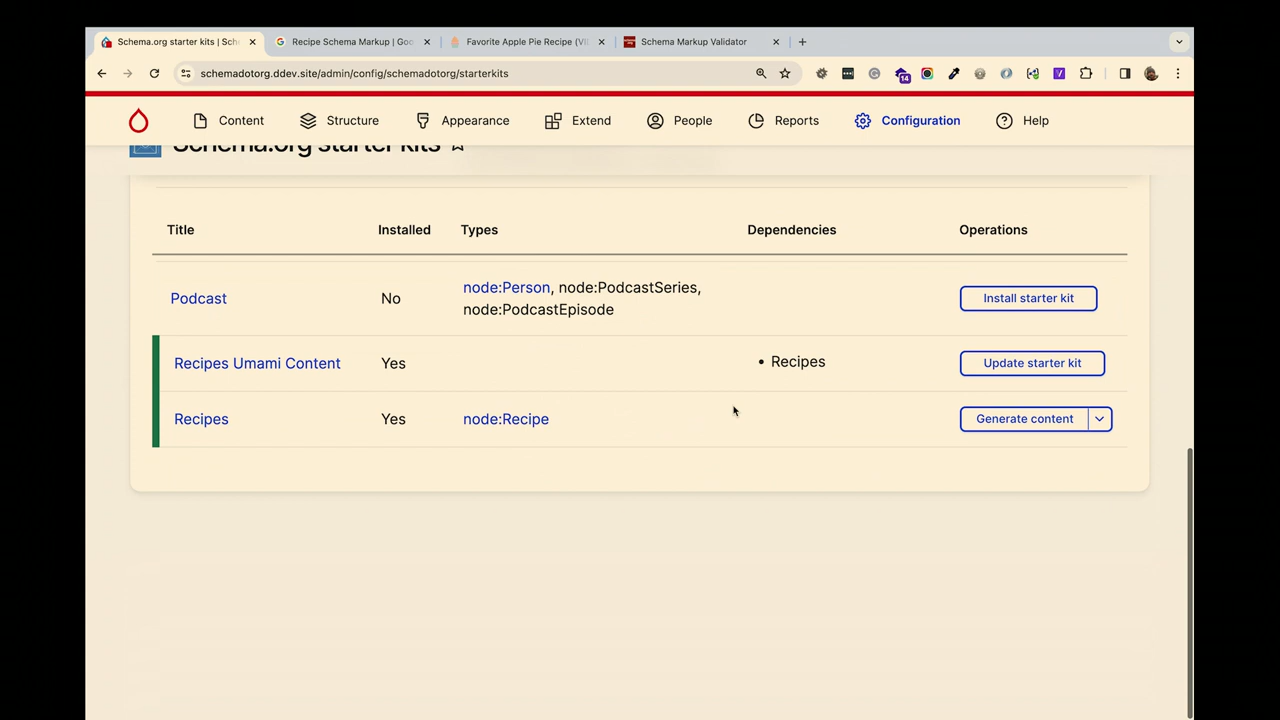 Schema.org starter kits | Sche
Recipe Schema Markup | Goo
Favorite Apple Pie Recipe (VI
Schema Markup Validator
schemadotorg.ddev.site/admin/config/schemadotorg/starterkits
14
Content
Structure
Appearance
Extend
People
Reports
Configuration
Help
Schema.org starter kits
Title Installed Types Dependencies Operations
Podcast No node:Person, node:PodcastSeries,
node:PodcastEpisode
Install starter kit
Recipes Umami Content Yes • Recipes Update starter kit
Recipes Yes node:Recipe Generate content